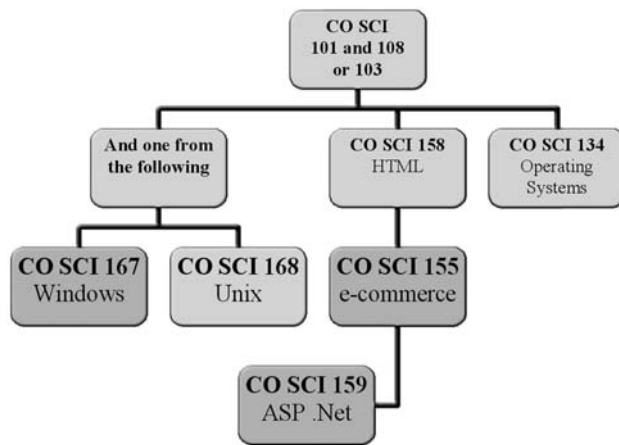 CO SCI
101 and 108
or 103
And one from
the following
CO SCI 158
HTML
CO SCI 134
Operating
Systems
CO SCI 167
Windows
CO SCI 168
Unix
CO SCI 155
e-commerce
CO SCI 159
ASP .Net